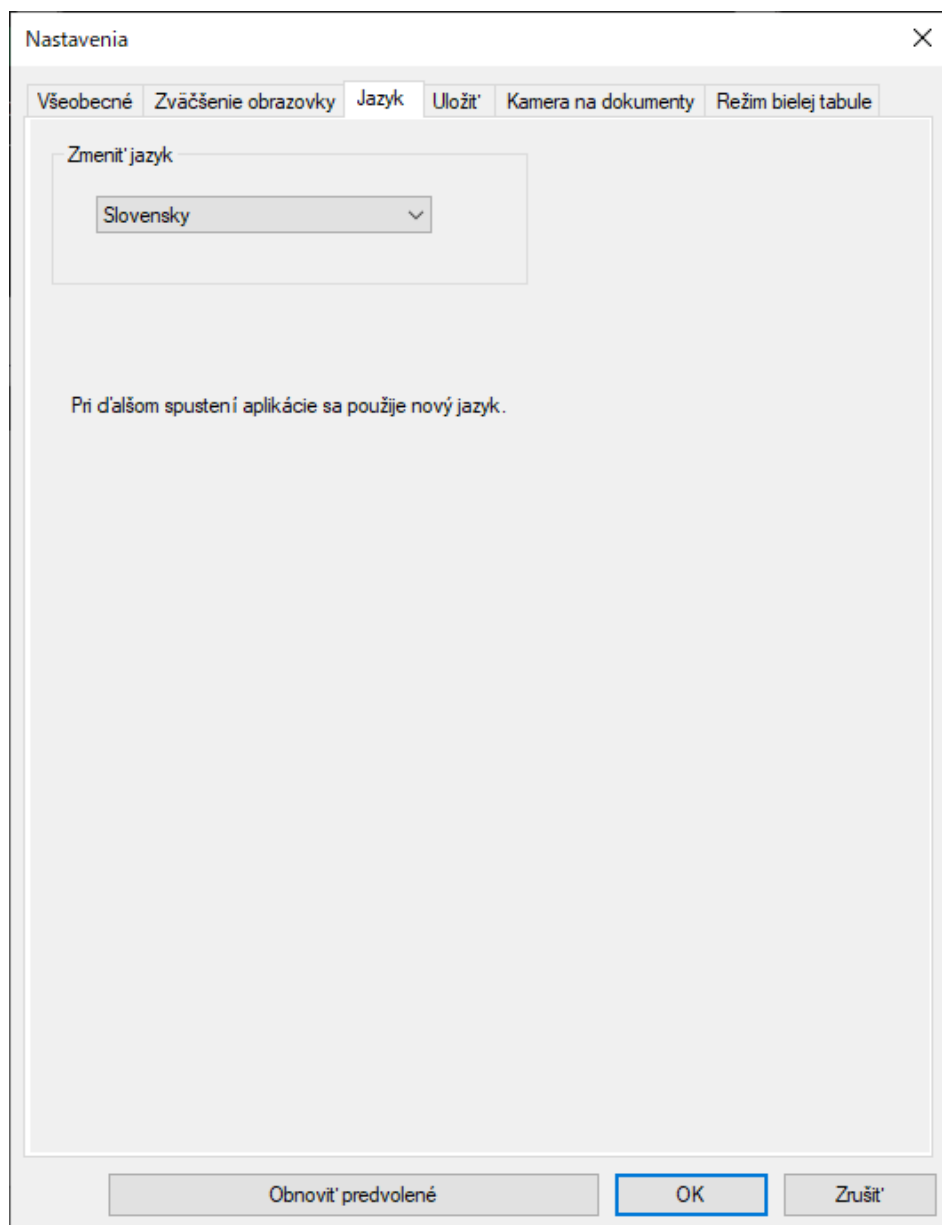 Nastavenia
Všeobecné Zväčšenie obrazovky Jazyk Uložiť Kamera na dokumenty Režim bielej tabule
Zmeniť jazyk
Slovensky
Pri ďalšom spustení aplikácie sa použije nový jazyk.
Obnoviť predvolené OK Zrušiť